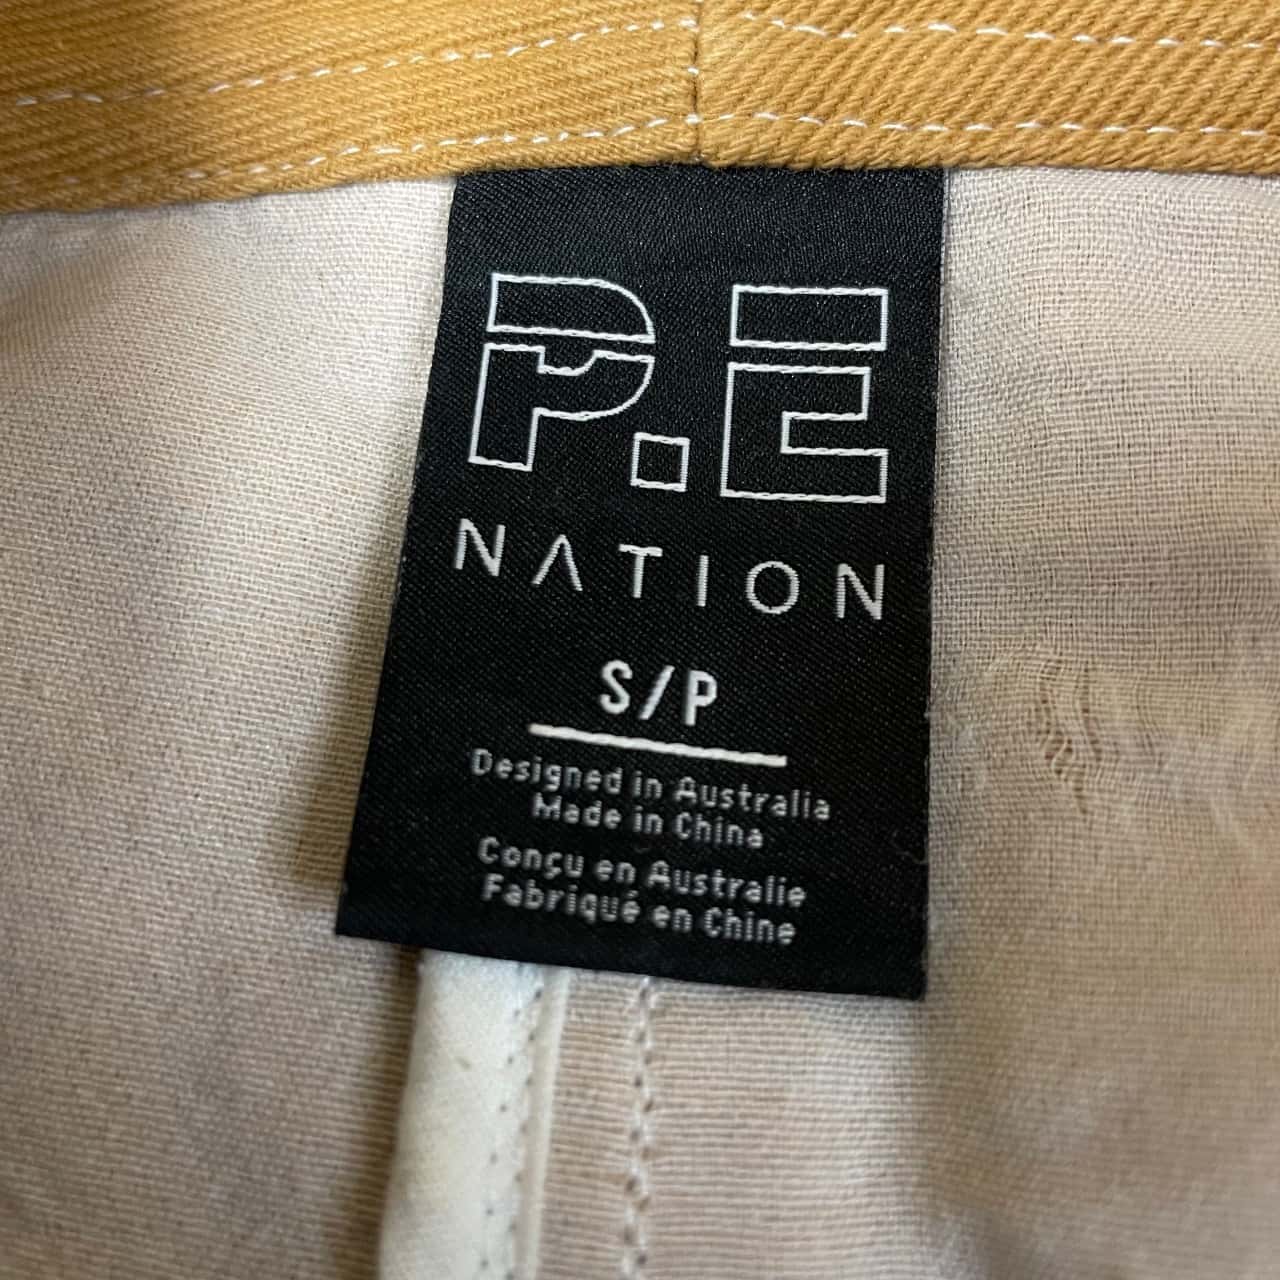 P.E
NATION
S/P
Designed in Australia
Made in China
Conçu en Australie
Fabriqué en Chine